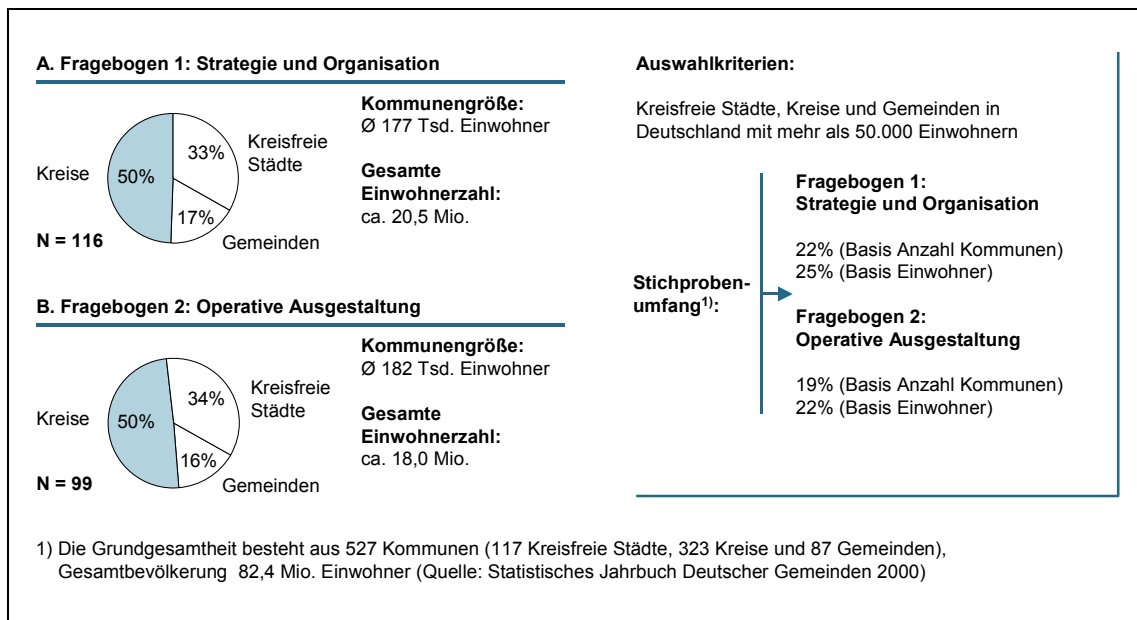 A. Fragebogen 1: Strategie und Organisation
Kreise
50%
33%
17%
Kreisfreie
Städte
Gemeinden
N = 116
Kommunengröße:
Ø 177 Tsd. Einwohner
Gesamte
Einwohnerzahl:
ca. 20,5 Mio.
B. Fragebogen 2: Operative Ausgestaltung
Kreise
50%
34%
16%
Kreisfreie
Städte
Gemeinden
N = 99
Kommunengröße:
Ø 182 Tsd. Einwohner
Gesamte
Einwohnerzahl:
ca. 18,0 Mio.
Auswahlkriterien:
Kreisfreie Städte, Kreise und Gemeinden in
Deutschland mit mehr als 50.000 Einwohnern
Stichproben-
umfang1):
Fragebogen 1:
Strategie und Organisation
22% (Basis Anzahl Kommunen)
25% (Basis Einwohner)
Fragebogen 2:
Operative Ausgestaltung
19% (Basis Anzahl Kommunen)
22% (Basis Einwohner)
1) Die Grundgesamtheit besteht aus 527 Kommunen (117 Kreisfreie Städte, 323 Kreise und 87 Gemeinden),
Gesamtbevölkerung 82,4 Mio. Einwohner (Quelle: Statistisches Jahrbuch Deutscher Gemeinden 2000)